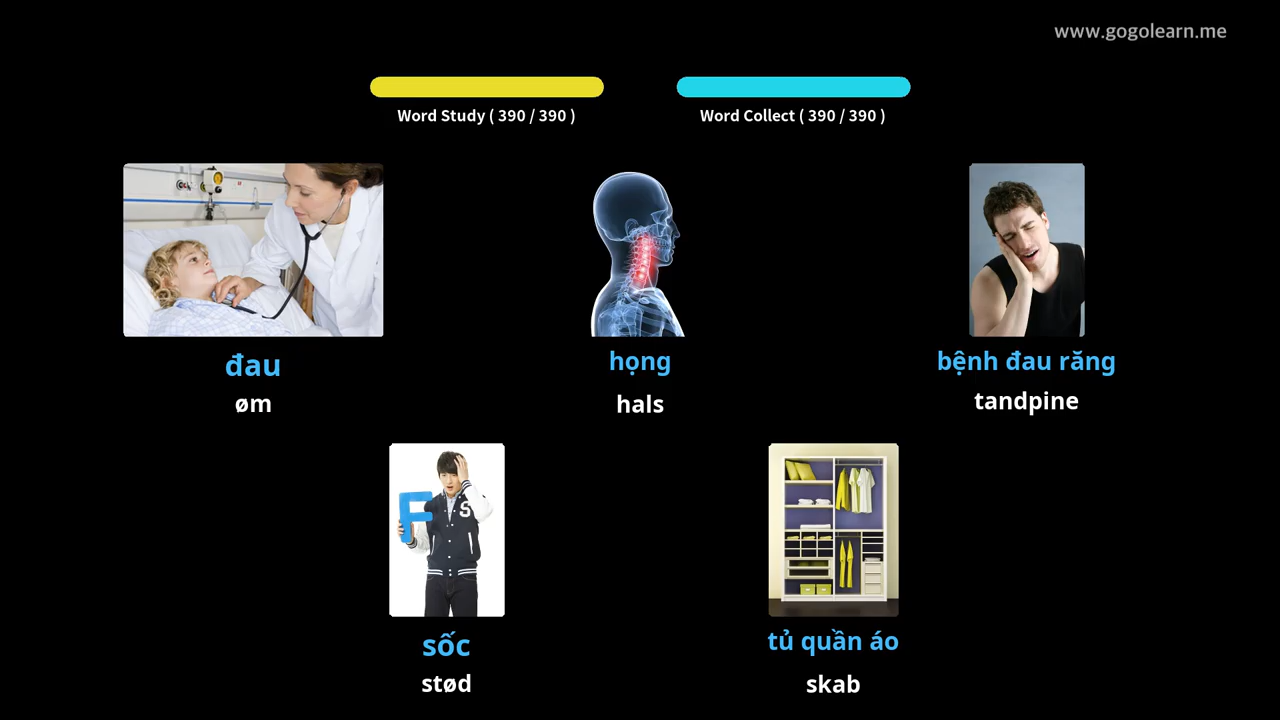 www.gogolearn.me
Word Study ( 390 / 390 )
Word Collect ( 390 / 390 )
đau
øm
họng
hals
bệnh đau răng
tandpine
F
S
sốc
stød
tủ quần áo
skab